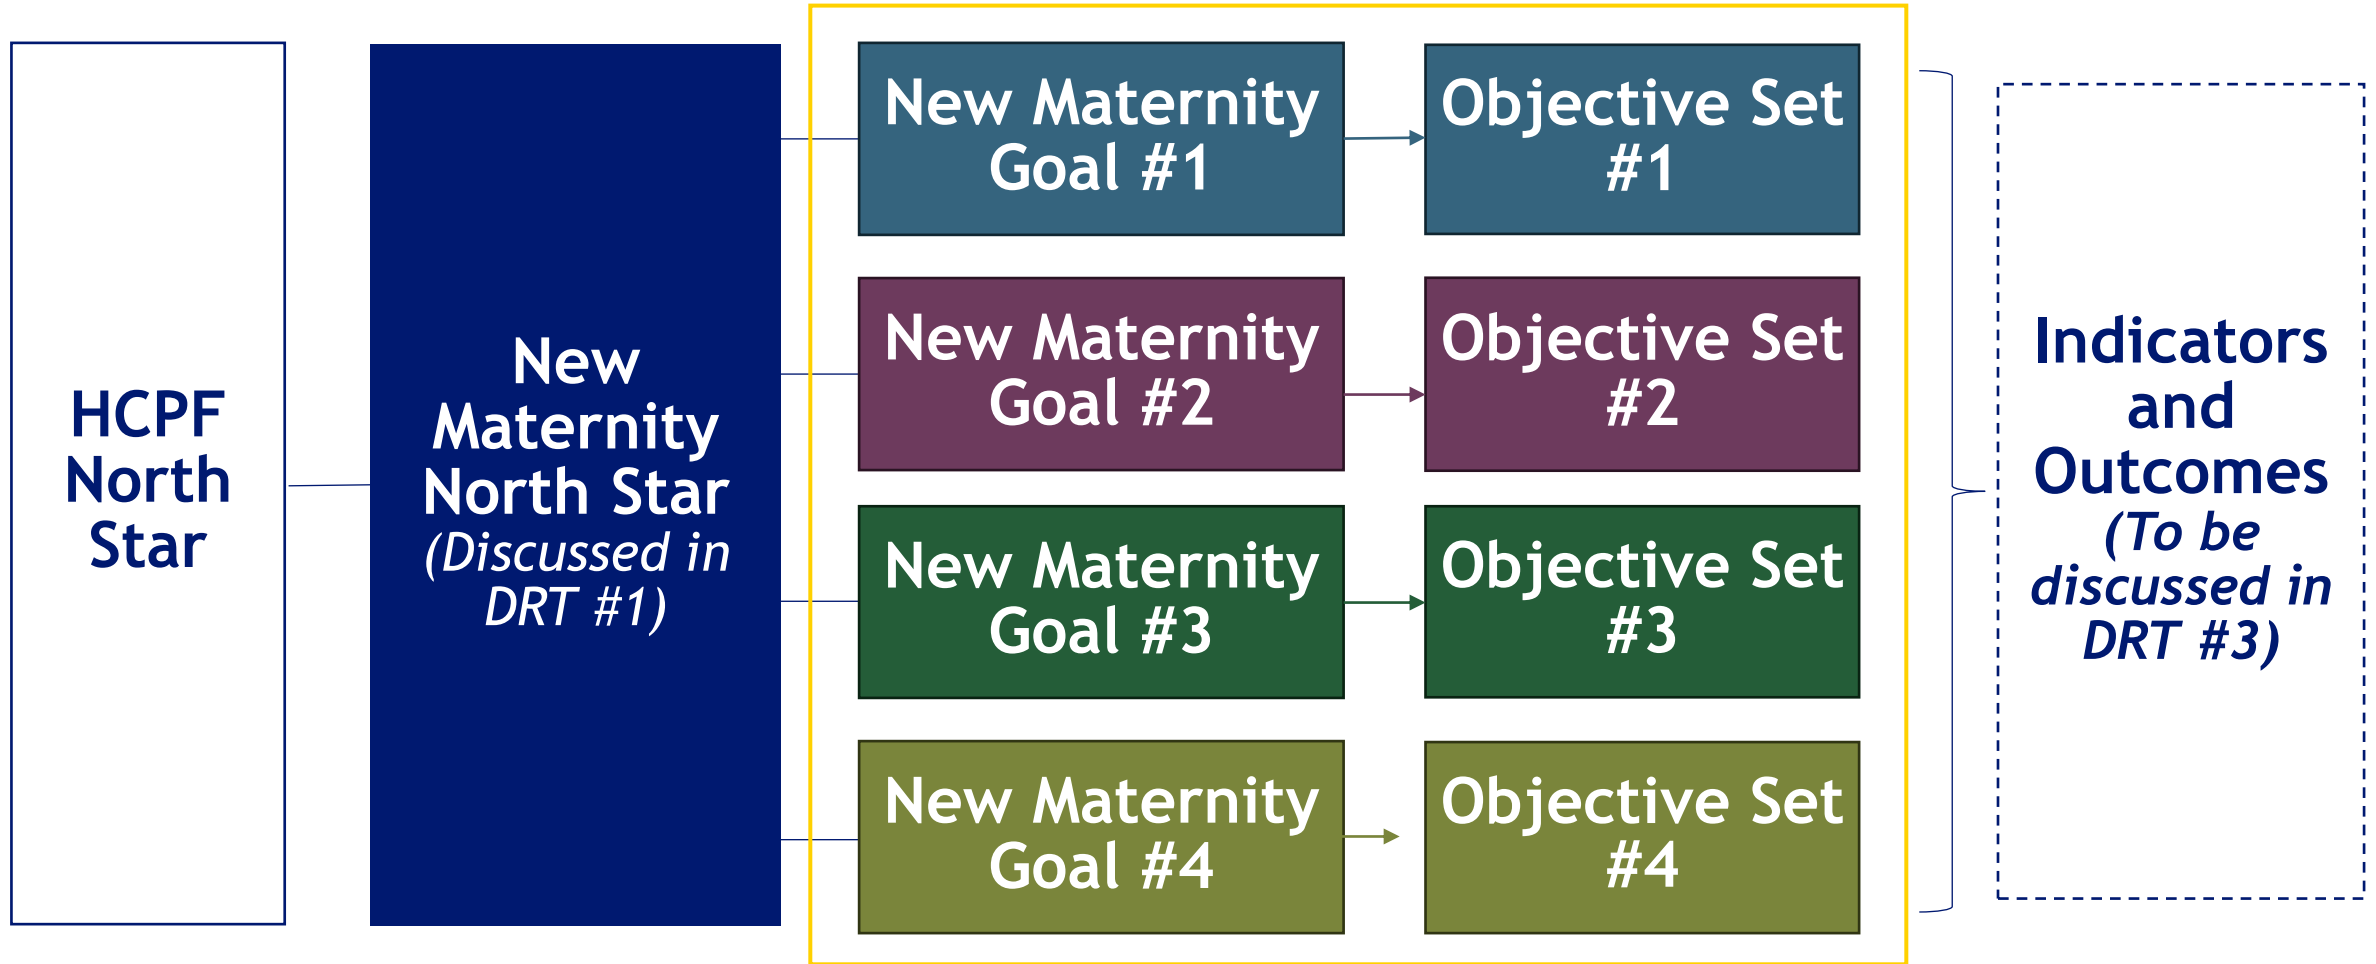 HCPF
North
Star
New
Maternity
North Star
(Discussed in
DRT #1)
New Maternity
Goal #1
Objective Set
#1
New Maternity
Goal #2
Objective Set
#2
New Maternity
Goal #3
Objective Set
#3
New Maternity
Goal #4
Objective Set
#4
Indicators
and
Outcomes
(To be
discussed in
DRT #3)